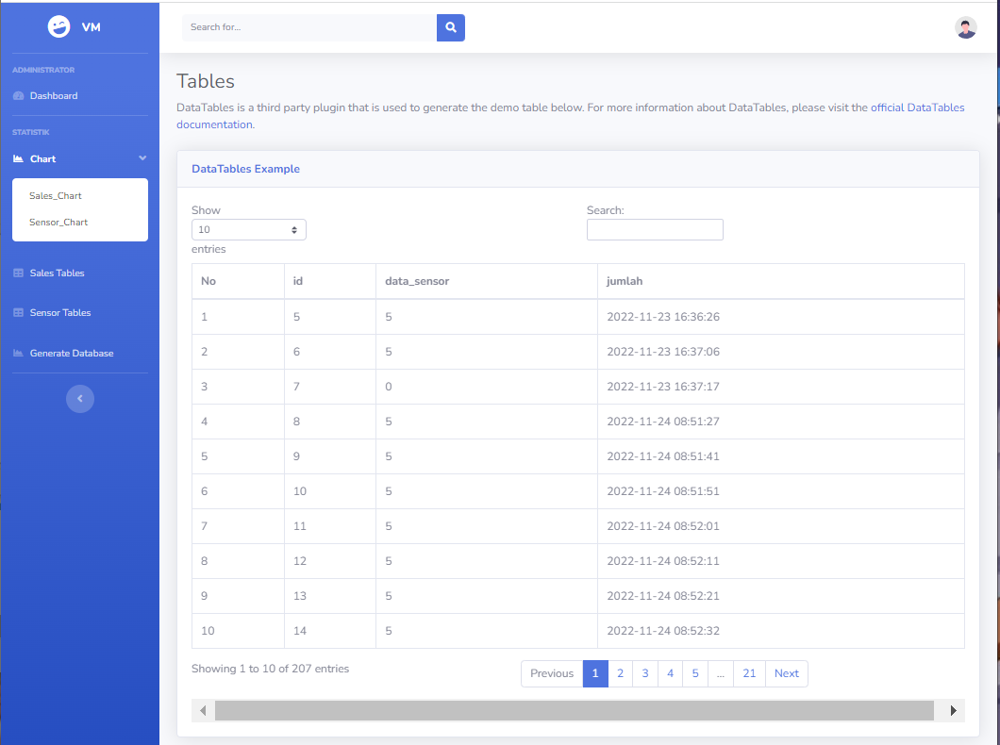 VM
ADMINISTRATOR
Dashboard
STATISTIK
Chart
Sales_Chart
Sensor_Chart
Sales Tables
Sensor Tables
Generate Database
Search for...
Tables
DataTables is a third party plugin that is used to generate the demo table below. For more information about DataTables, please visit the official DataTables
documentation.
DataTables Example
Show
10
entries
Search:
No id data_sensor jumlah
1 5 5 2022-11-23 16:36:26
2 6 5 2022-11-23 16:37:06
3 7 0 2022-11-23 16:37:17
4 8 5 2022-11-24 08:51:27
5 9 5 2022-11-24 08:51:41
6 10 5 2022-11-24 08:51:51
7 11 5 2022-11-24 08:52:01
8 12 5 2022-11-24 08:52:11
9 13 5 2022-11-24 08:52:21
10 14 5 2022-11-24 08:52:32
Showing 1 to 10 of 207 entries
Previous 1 2 3 4 5 ... 21 Next